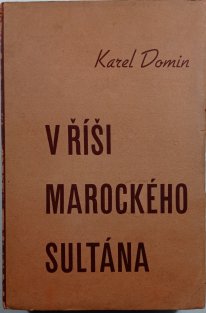 Karel Domin
V ŘÍŠI
MAROCKÉHO
SULTÁNA